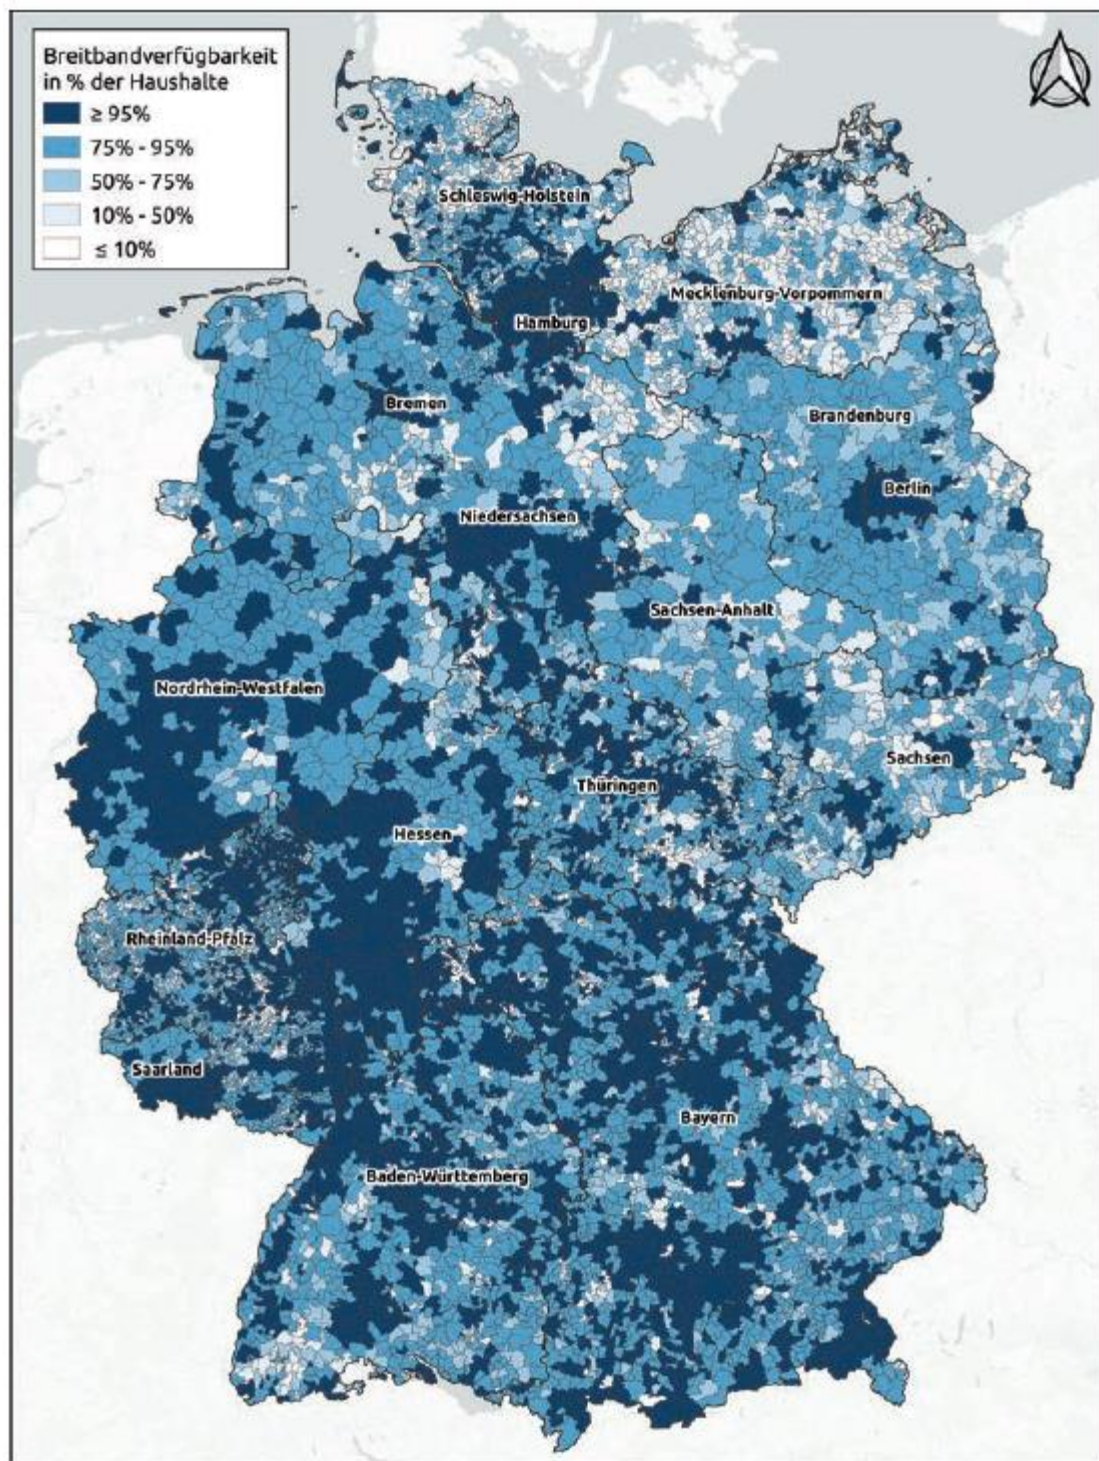 Breitbandverfügbarkeit
in % der Haushalte
≥ 95%
75% - 95%
50% - 75%
10% - 50%
≤ 10%
Schleswig-Holstein
Mecklenburg-Vorpommern
Hamburg
Bremen
Brandenburg
Berlin
Niedersachsen
Sachsen-Anhalt
Nordrhein-Westfalen
Sachsen
Thüringen
Hessen
Rheinland-Pfalz
Saarland
Bayern
Baden-Württemberg